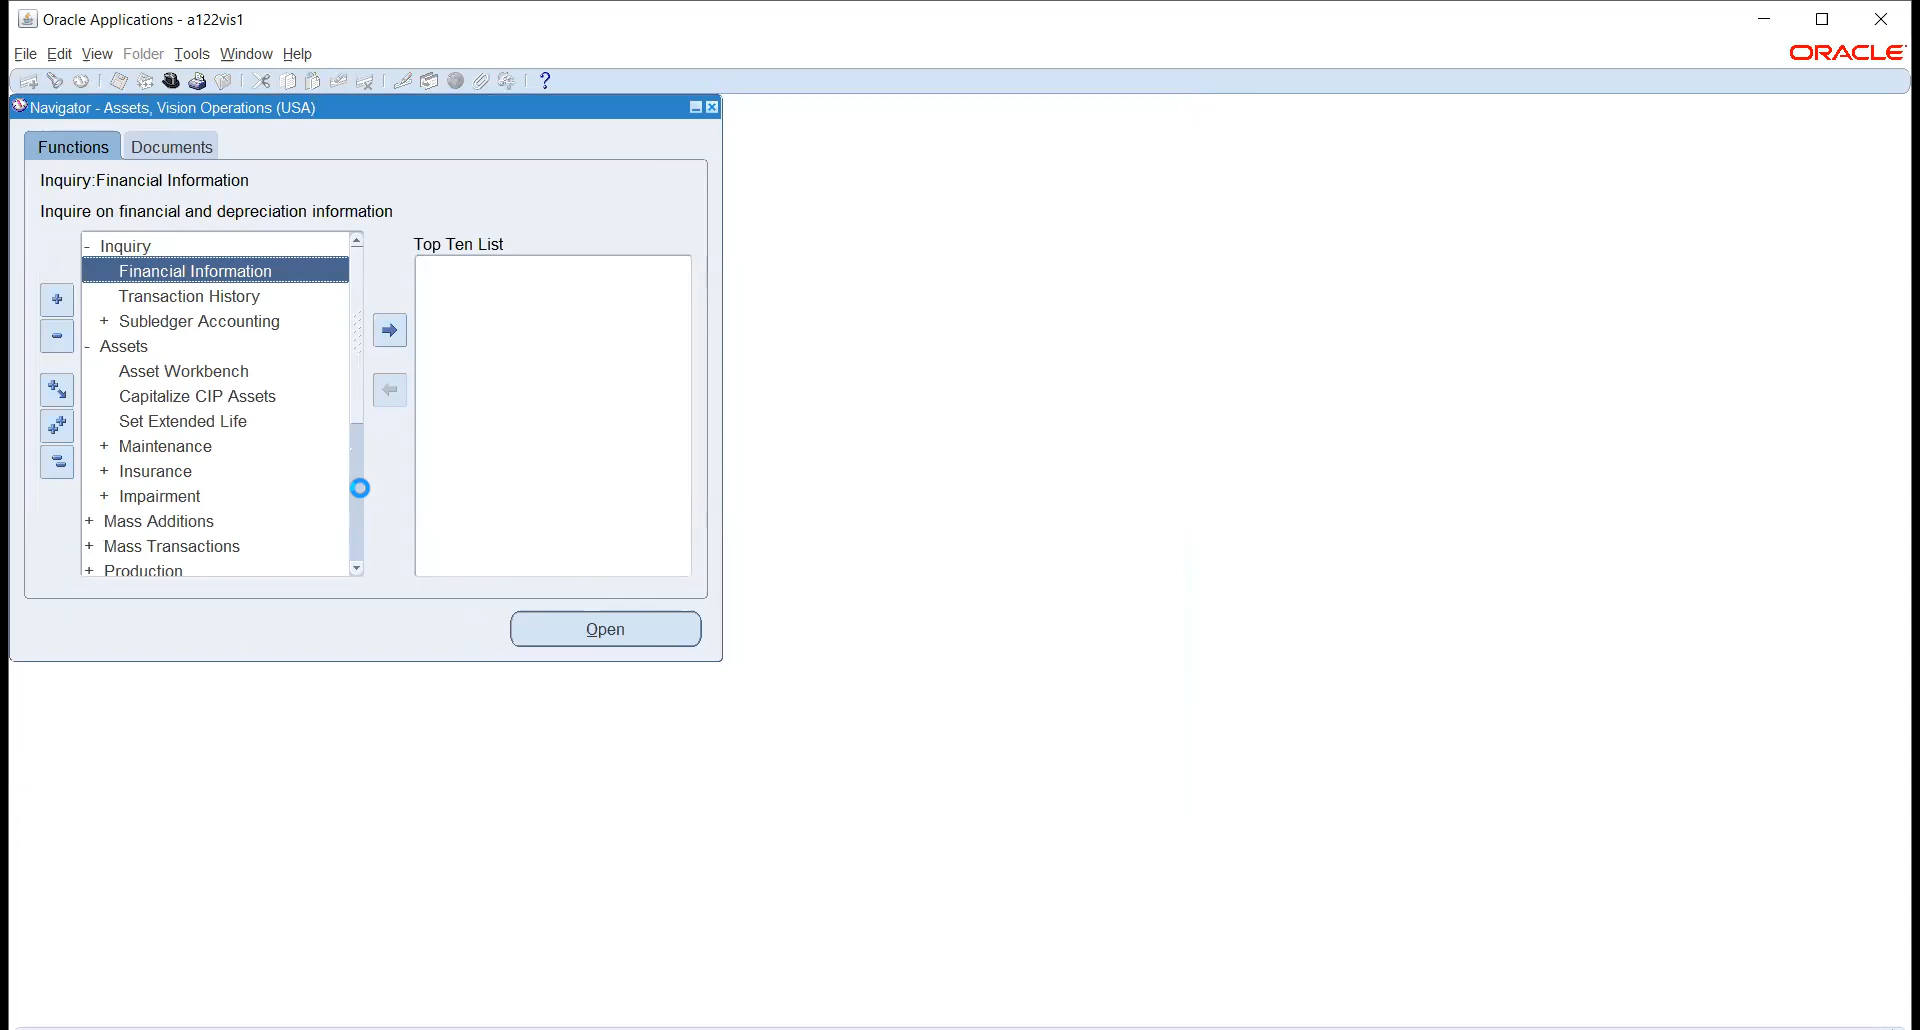 Oracle Applications - a122vis1
File Edit View Folder Tools Window Help
ORACLE
Navigator - Assets, Vision Operations (USA)
Functions Documents
Inquiry:Financial Information
Inquire on financial and depreciation information
- Inquiry
Financial Information
Transaction History
+ Subledger Accounting
- Assets
Asset Workbench
Capitalize CIP Assets
Set Extended Life
+ Maintenance
+ Insurance
+ Impairment
+ Mass Additions
+ Mass Transactions
+ Production
Top Ten List
Open